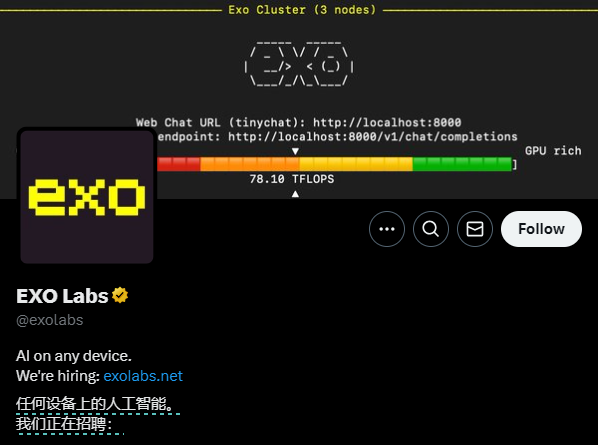 Exo Cluster (3 nodes)
exo
Web Chat URL (tinychat): http://localhost:8000
endpoint: http://localhost:8000/v1/chat/completions
GPU rich
]
78.10 TFLOPS
exo
Follow
EXO Labs
@exolabs
AI on any device.
We're hiring: exolabs.net
任何设备上的人工智能。
我们正在招聘：